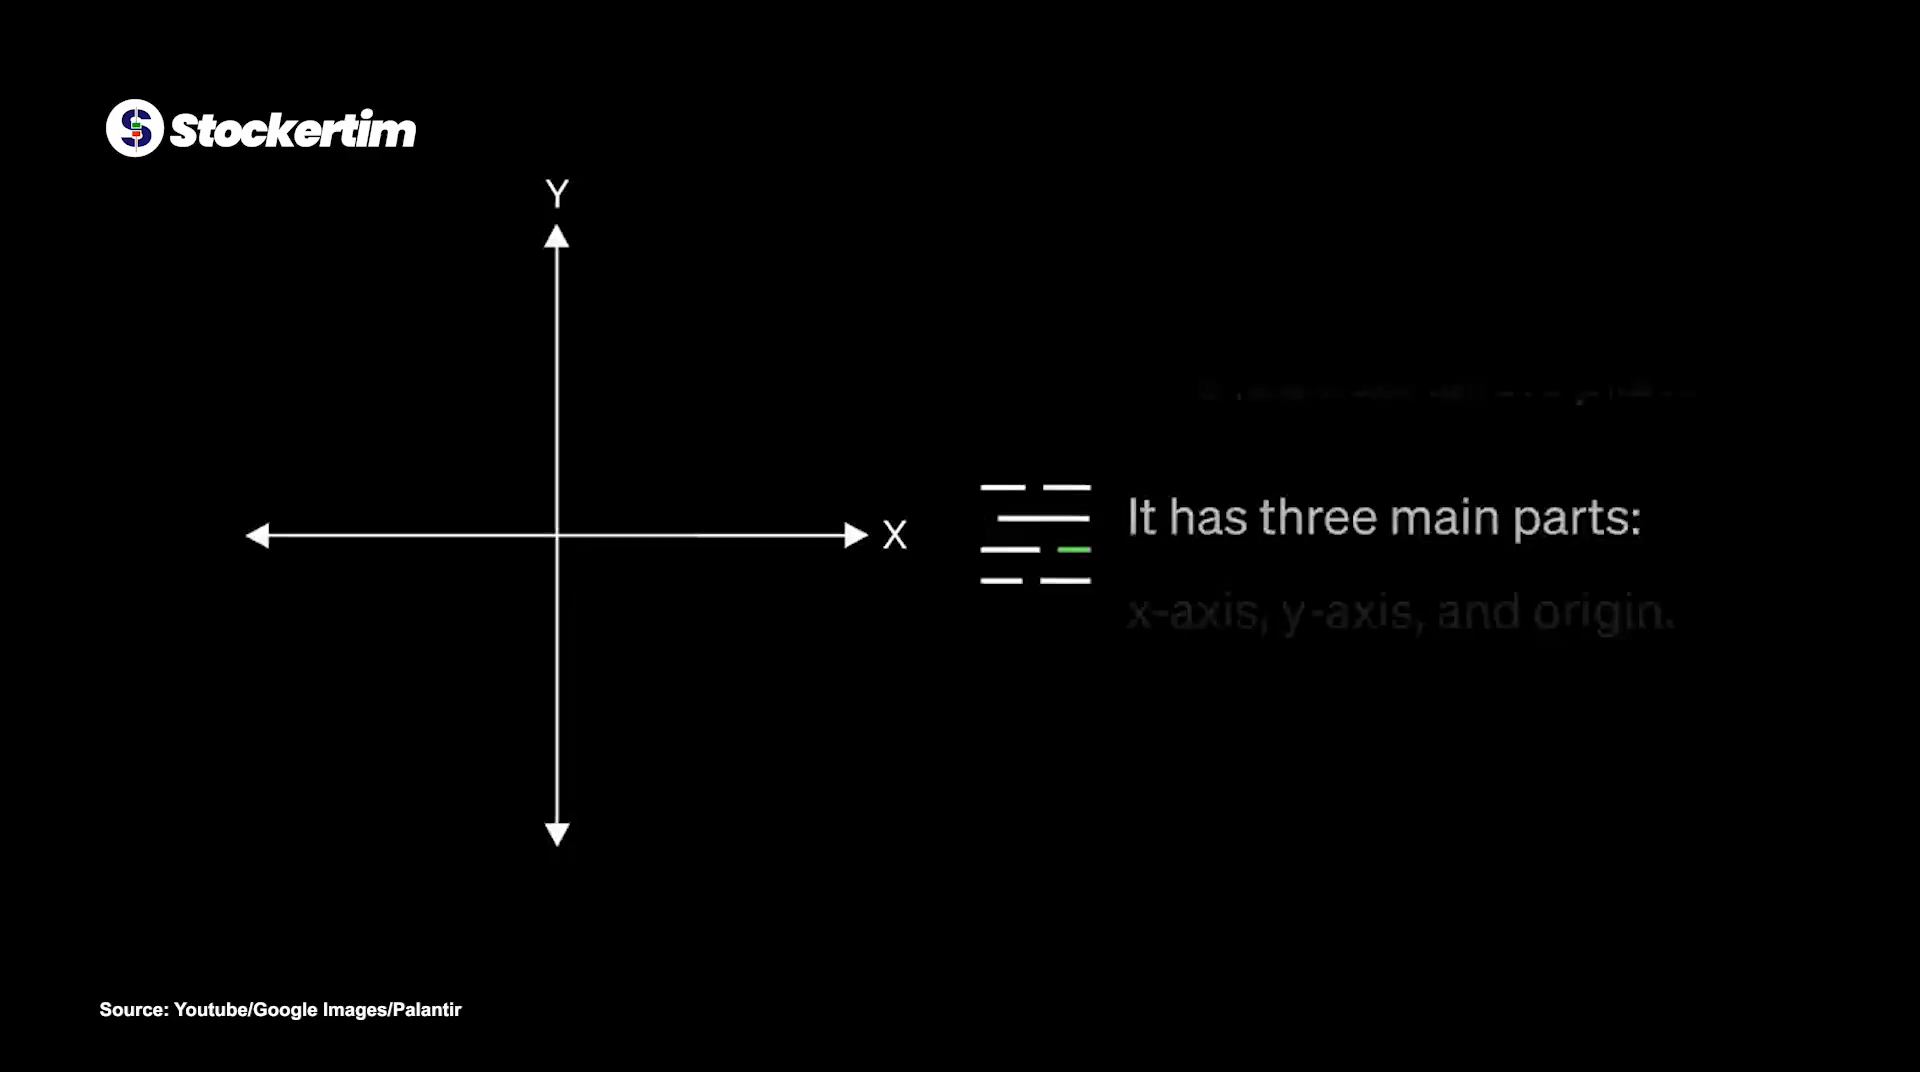 Stockertim
Y
X
It has three main parts:
x-axis, y-axis, and origin.
Source: Youtube/Google Images/Palantir